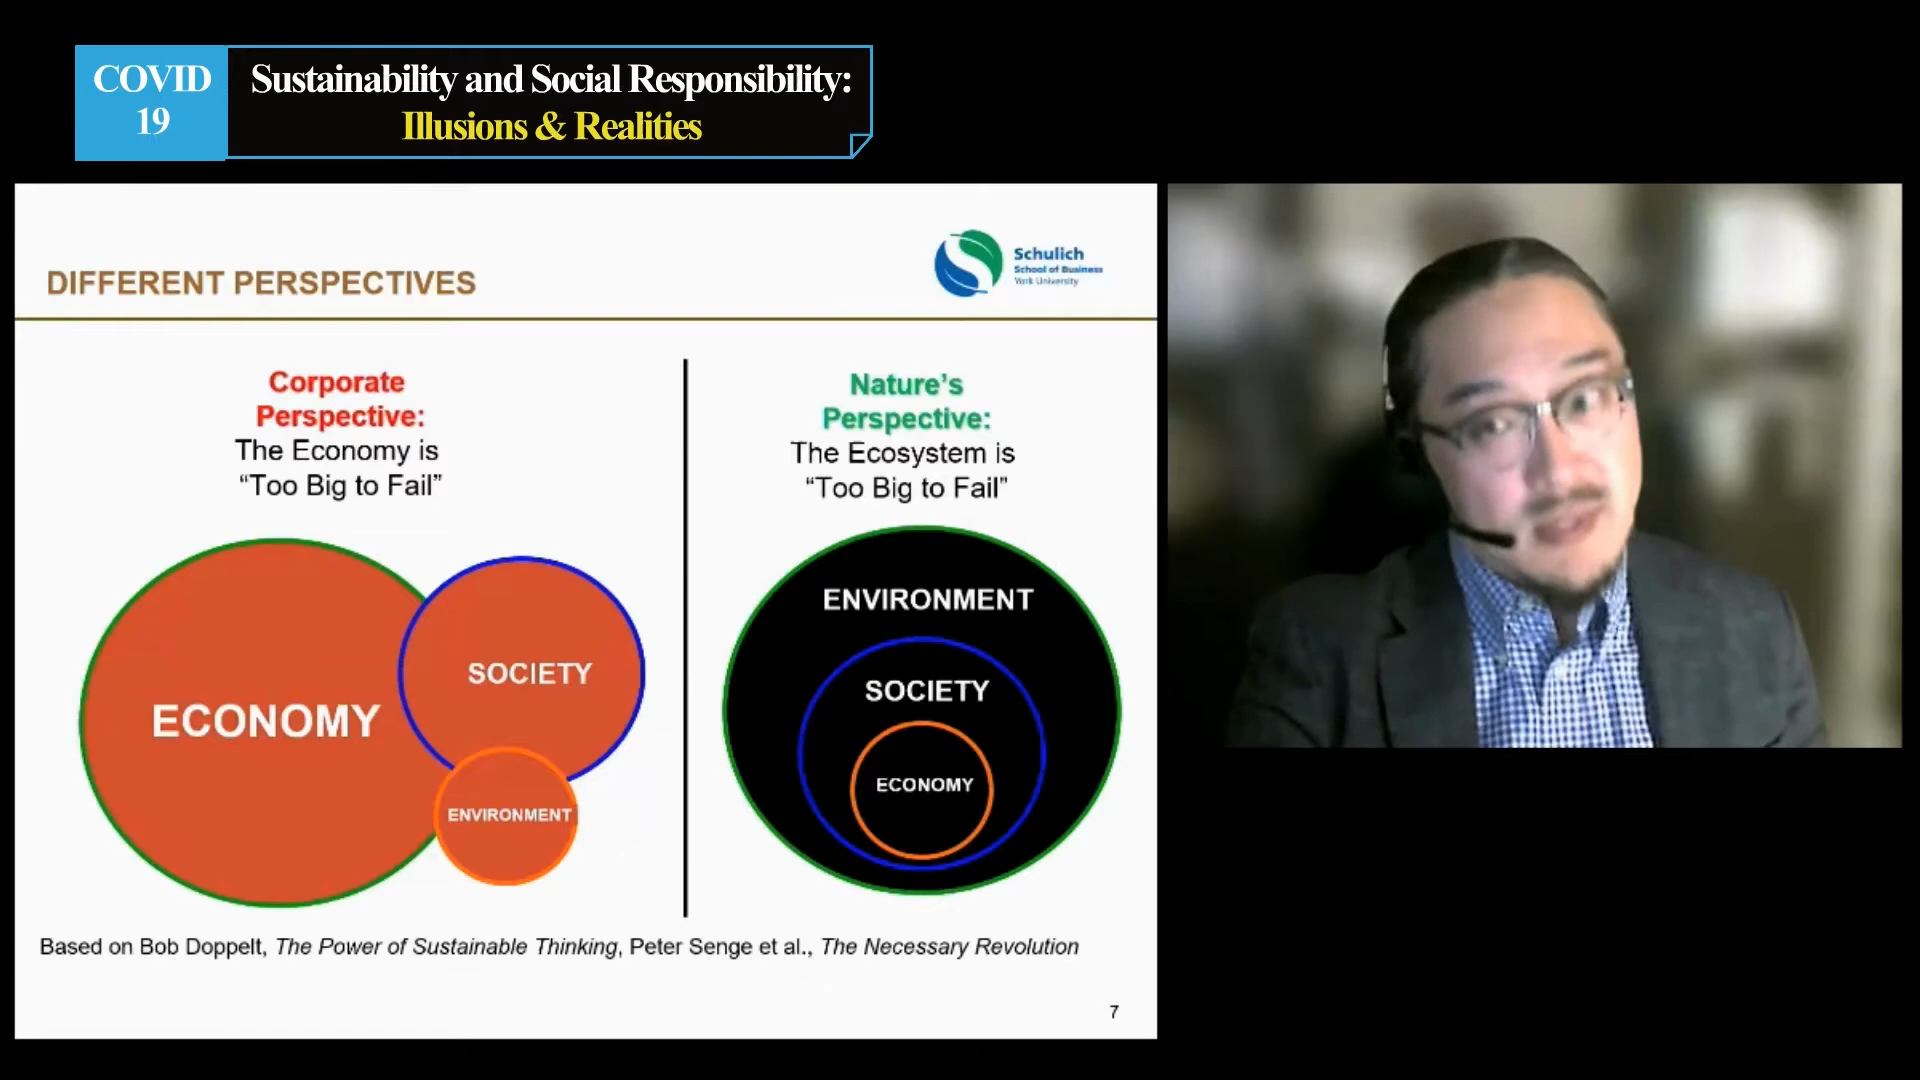 COVID
19
Sustainability and Social Responsibility:
Illusions & Realities
DIFFERENT PERSPECTIVES
Schulich
School of Business
York University
Corporate
Perspective:
The Economy is
“Too Big to Fail”
ECONOMY
SOCIETY
ENVIRONMENT
Nature’s
Perspective:
The Ecosystem is
“Too Big to Fail”
ENVIRONMENT
SOCIETY
ECONOMY
Based on Bob Doppelt, The Power of Sustainable Thinking, Peter Senge et al., The Necessary Revolution
7